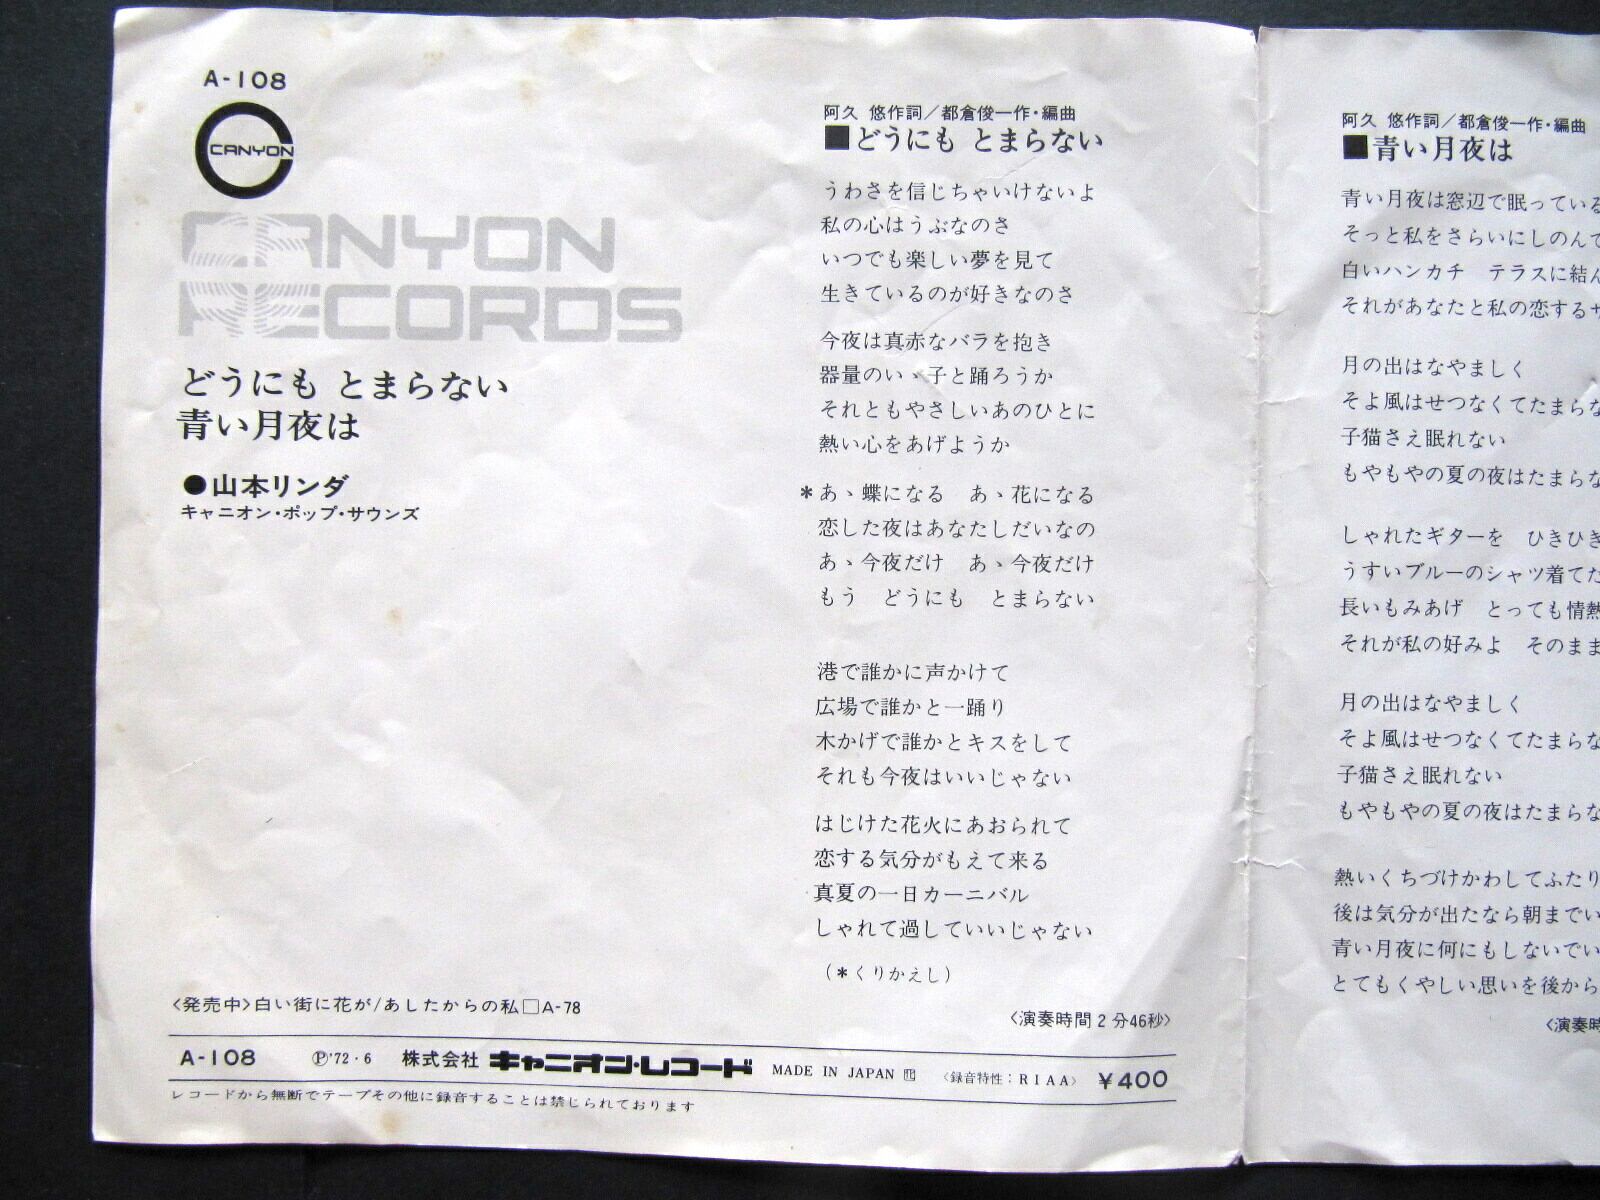 A-108
CANYON
CANYON
RECORDS
どうにも とまらない
青い月夜は
●山本リンダ
キャニオン・ポップ・サウンズ
〈発売中〉白い街に花が/あしたからの私□A-78
阿久 悠作詞／都倉俊一作・編曲
■どうにも とまらない
うわさを信じちゃいけないよ
私の心はうぶなのさ
いつでも楽しい夢を見て
生きているのが好きなのさ
今夜は真赤なバラを抱き
器量のいゝ子と踊ろうか
それともやさしいあのひとに
熱い心をあげようか
*あゝ蝶になる　あゝ花になる
恋した夜はあなたしだいなの
あゝ今夜だけ　あゝ今夜だけ
もう　どうにも　とまらない
港で誰かに声かけて
広場で誰かと一踊り
木かげで誰かとキスをして
それも今夜はいいじゃない
はじけた花火にあおられて
恋する気分がもえて来る
真夏の一日カーニバル
しゃれて過していいじゃない
(*くりかえし)
〈演奏時間2分46秒〉
A-108 Ⓟ'72・6 株式会社 キャニオン・レコード MADE IN JAPAN 〈録音特性：RIAA〉 ¥400
レコードから無断でテープその他に録音することは禁じられております
阿久 悠作詞／都倉俊一作・編曲
■青い月夜は
青い月夜は窓辺で眠っている
そっと私をさらいにしのんで
白いハンカチ　テラスに結ん
それがあなたと私の恋する
月の出はなやましく
そよ風はせつなくてたまらな
子猫さえ眠れない
もやもやの夏の夜はたまらな
しゃれたギターを　ひきひき
うすいブルーのシャツ着てた
長いもみあげ　とっても情熱
それが私の好みよ　そのまま
月の出はなやましく
そよ風はせつなくてたまらな
子猫さえ眠れない
もやもやの夏の夜はたまらな
熱いくちづけかわしてふたり
後は気分が出たなら朝までい
青い月夜に何にもしないでい
とてもくやしい思いを後から
〈演奏時